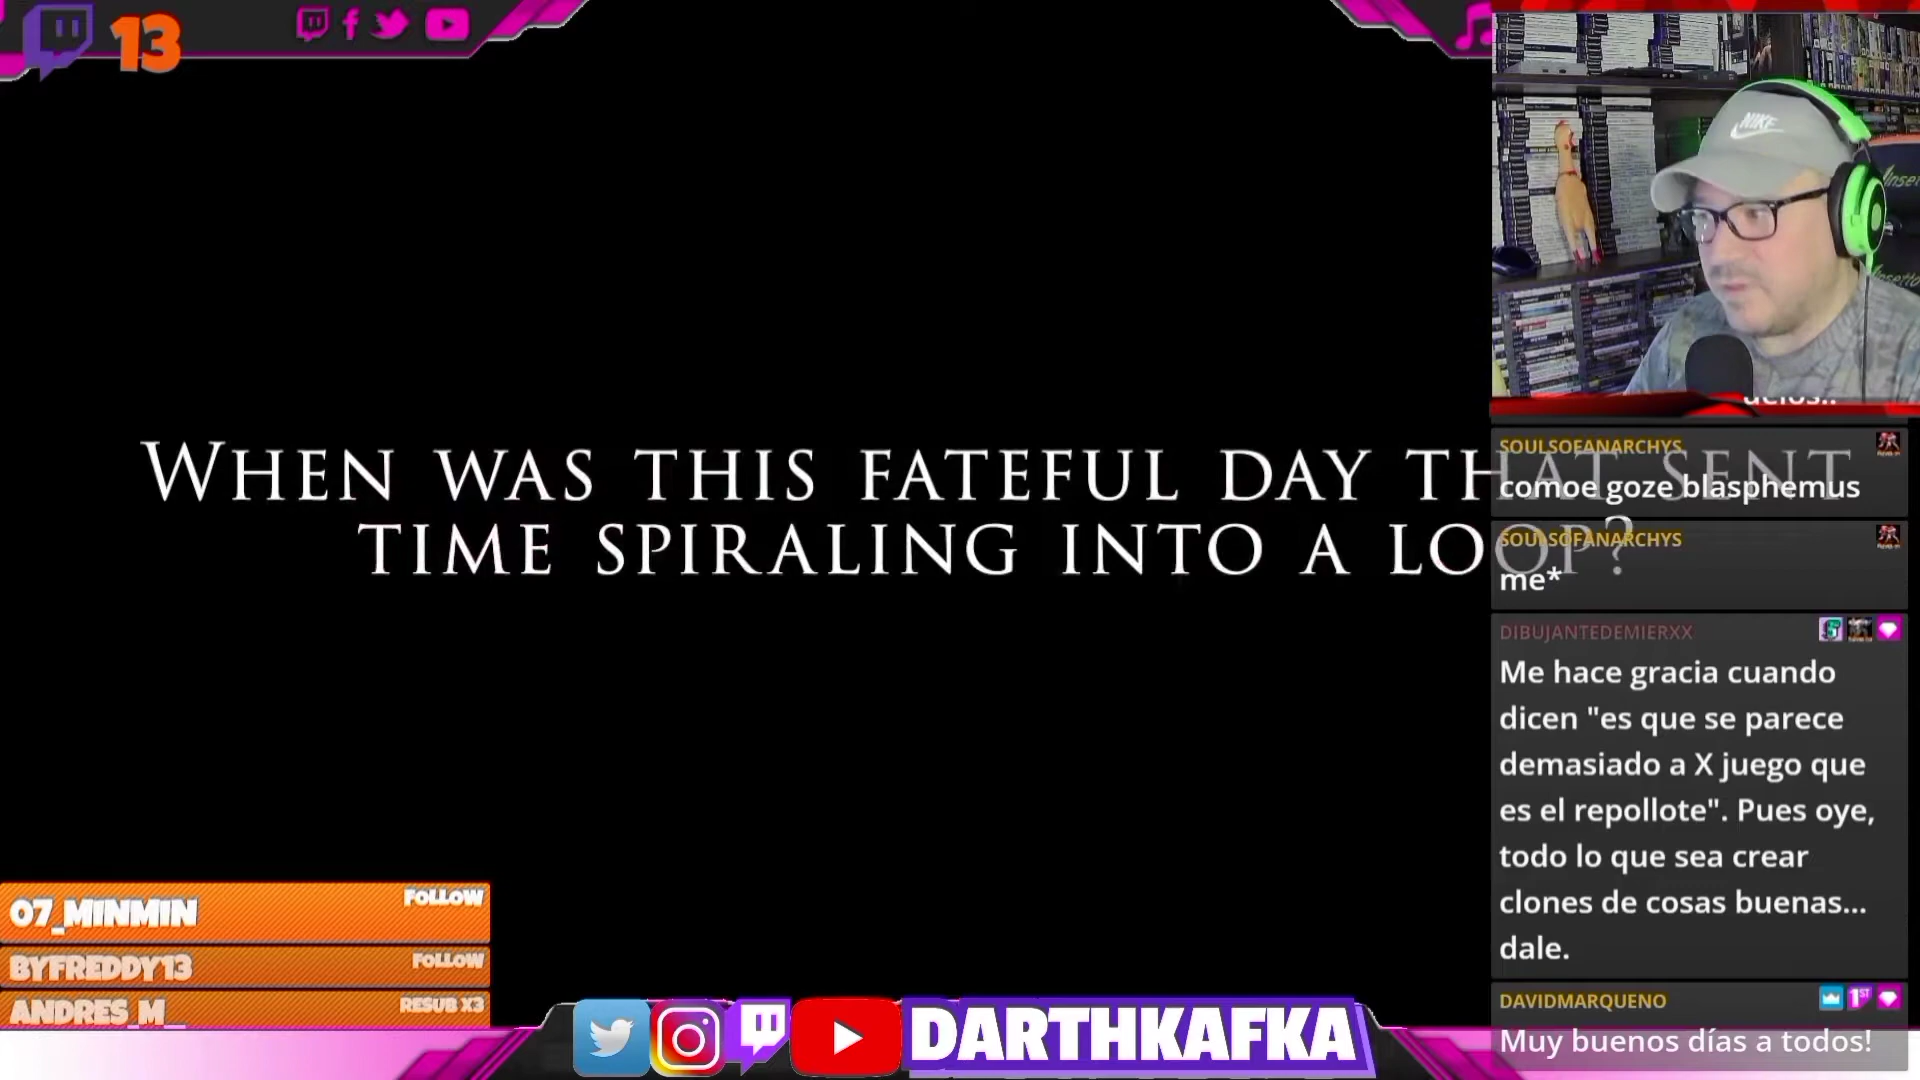 13
NIKE
WHEN WAS THIS FATEFUL DAY THAT SENT
TIME SPIRALING INTO A LOOP?
SOULSOFANARCHYS
comoe goze blasphemus
SOULSOFANARCHYS
me*
DIBUJANTEDEMIERXX
Me hace gracia cuando
dicen "es que se parece
demasiado a X juego que
es el repollote". Pues oye,
todo lo que sea crear
clones de cosas buenas...
dale.
DAVIDMARQUENO
1ST
Muy buenos días a todos!
07_MINMIN FOLLOW
BYFREDDY13 FOLLOW
ANDRES_M_ RESUB X3
DARTHKAFKA